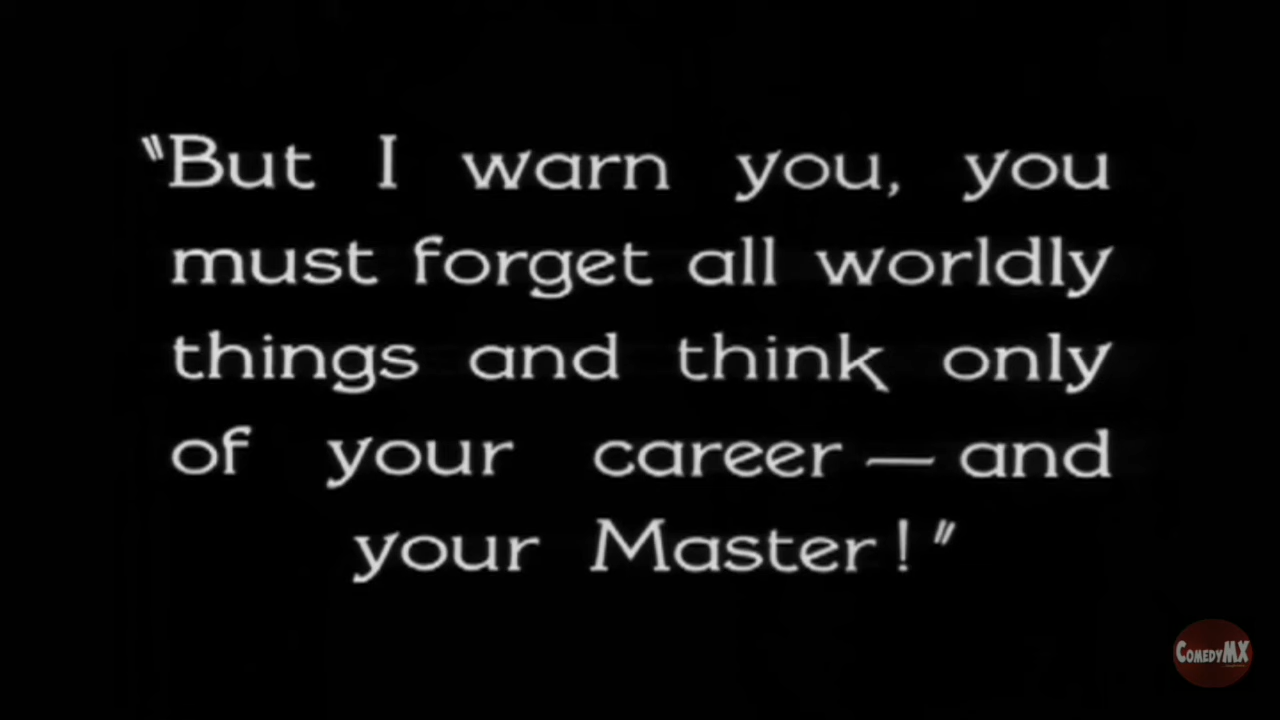 "But I warn you, you
must forget all worldly
things and think only
of your career — and
your Master!"
COMEDYMX